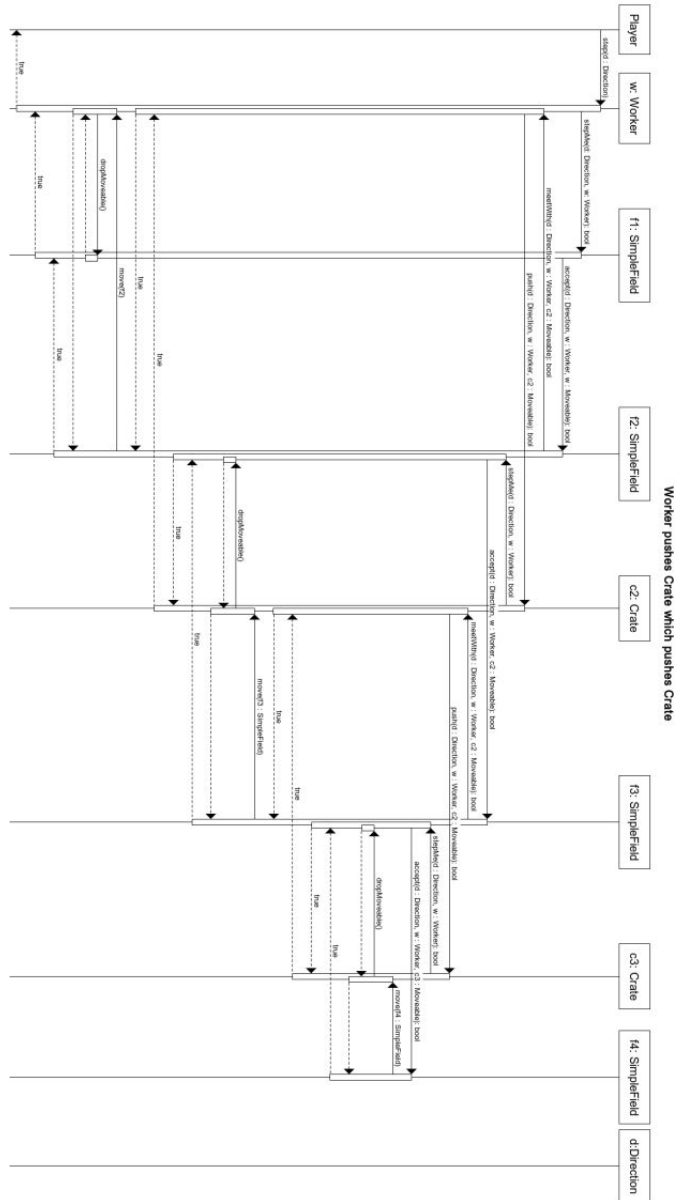 Worker pushes Crate which pushes Crate
Player
w: Worker
f1: SimpleField
f2: SimpleField
c2: Crate
f3: SimpleField
c3: Crate
f4: SimpleField
d:Direction
step(d : Direction)
stepMe(d: Direction, w: Worker): bool
accept(d : Direction, w : Worker, w : Moveable): bool
meetWith(d : Direction, w : Worker, c2 : Moveable): bool
push(d : Direction, w : Worker, c2 : Moveable): bool
stepMe(d : Direction, w : Worker): bool
accept(d : Direction, w : Worker, c2 : Moveable): bool
meetWith(d : Direction, w : Worker, c2 : Moveable): bool
push(d : Direction, w : Worker, c2 : Moveable): bool
stepMe(d : Direction, w : Worker): bool
accept(d : Direction, w : Worker, c3 : Moveable): bool
move(f4 : SimpleField)
dropMoveable()
true
true
true
true
move(f3 : SimpleField)
dropMoveable()
true
true
true
move(f2)
dropMoveable()
true
true
true